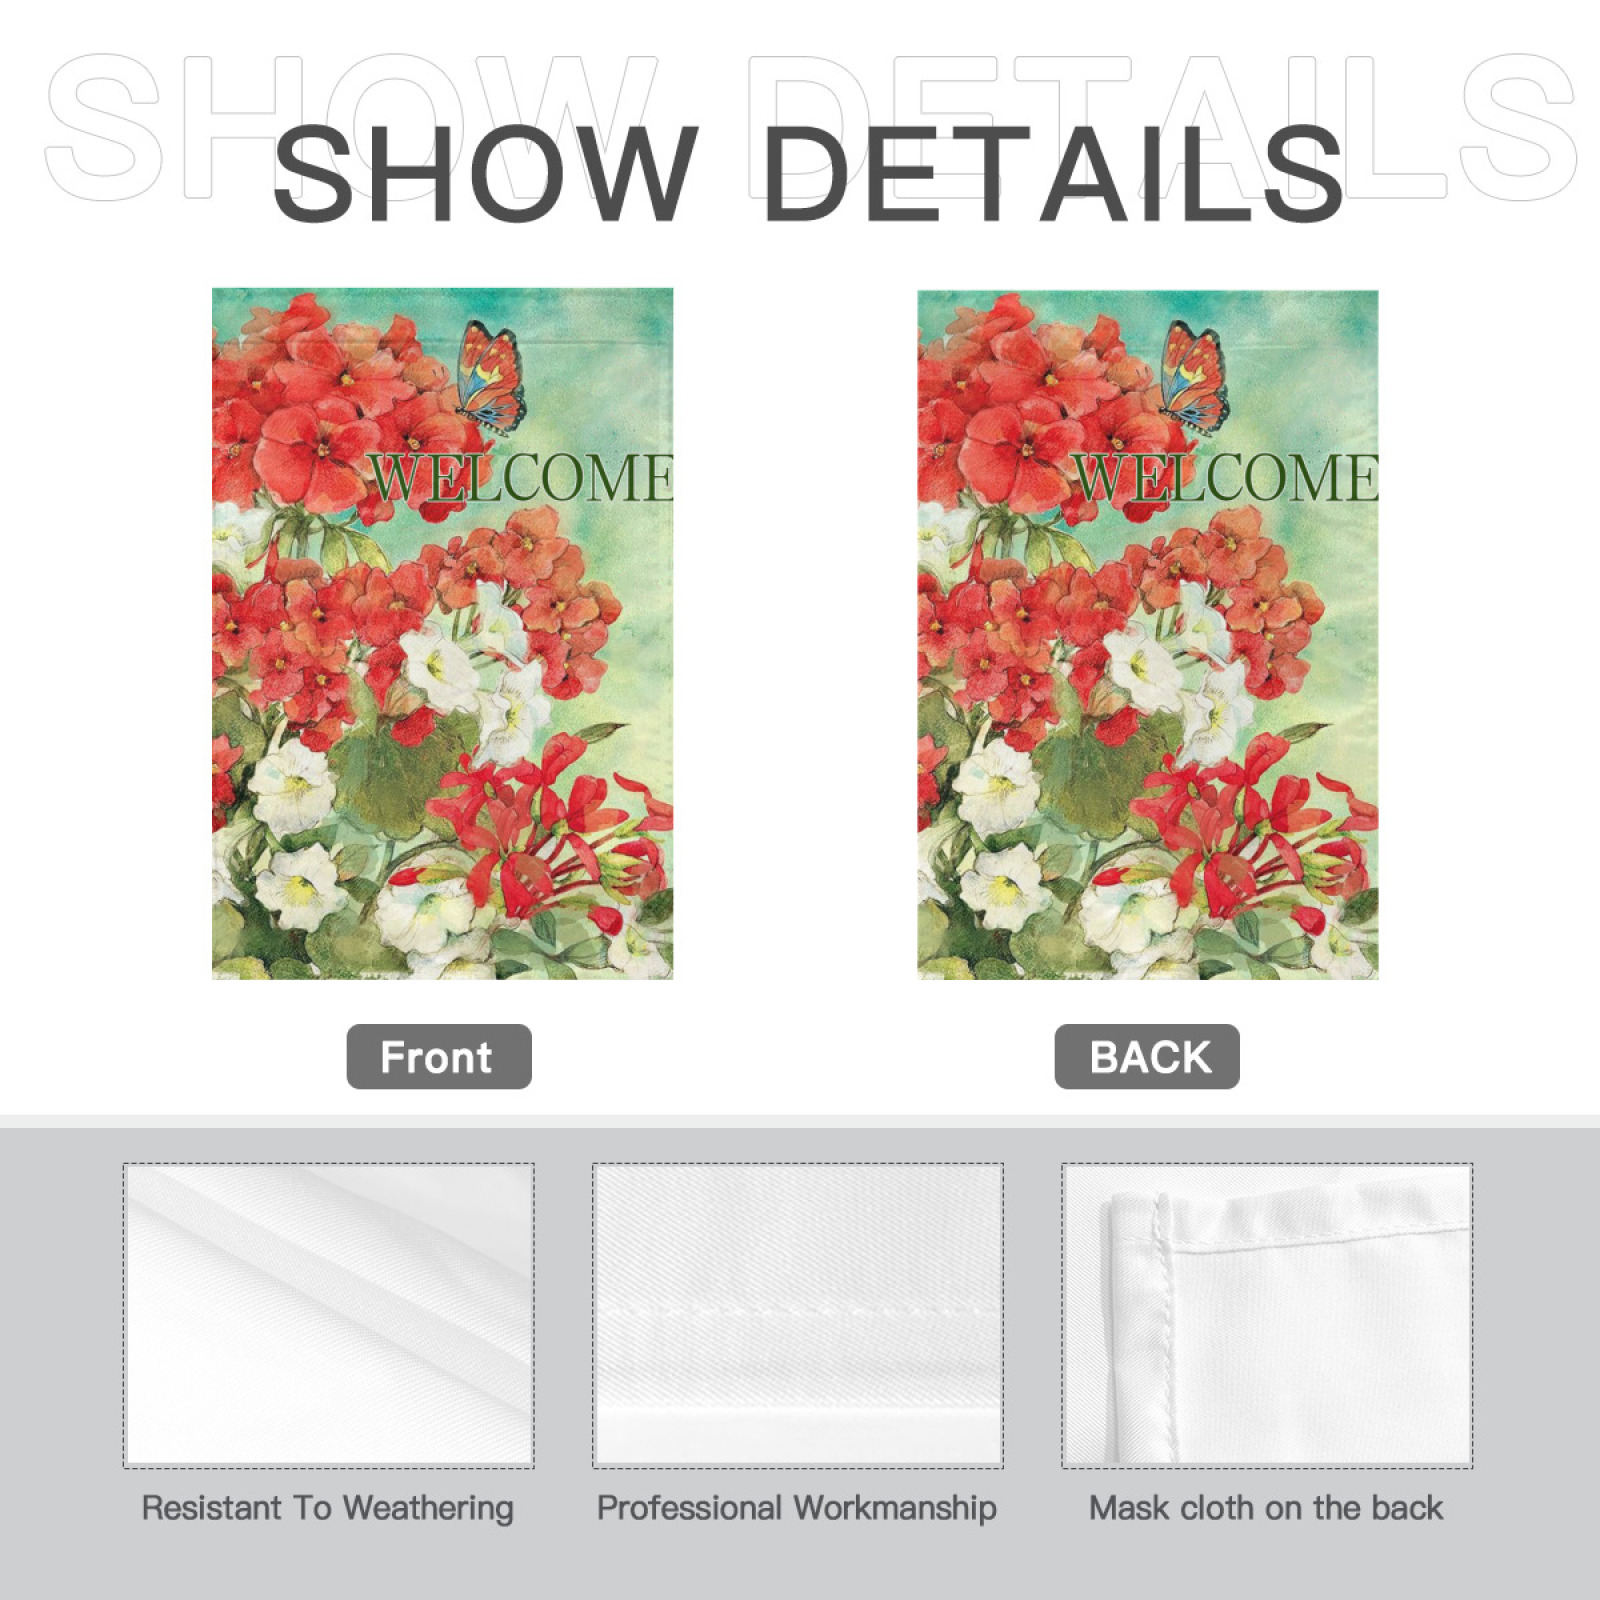 SHOW DETAILS
SHOW DETAILS
WELCOME
WELCOME
Front
BACK
Resistant To Weathering
Professional Workmanship
Mask cloth on the back